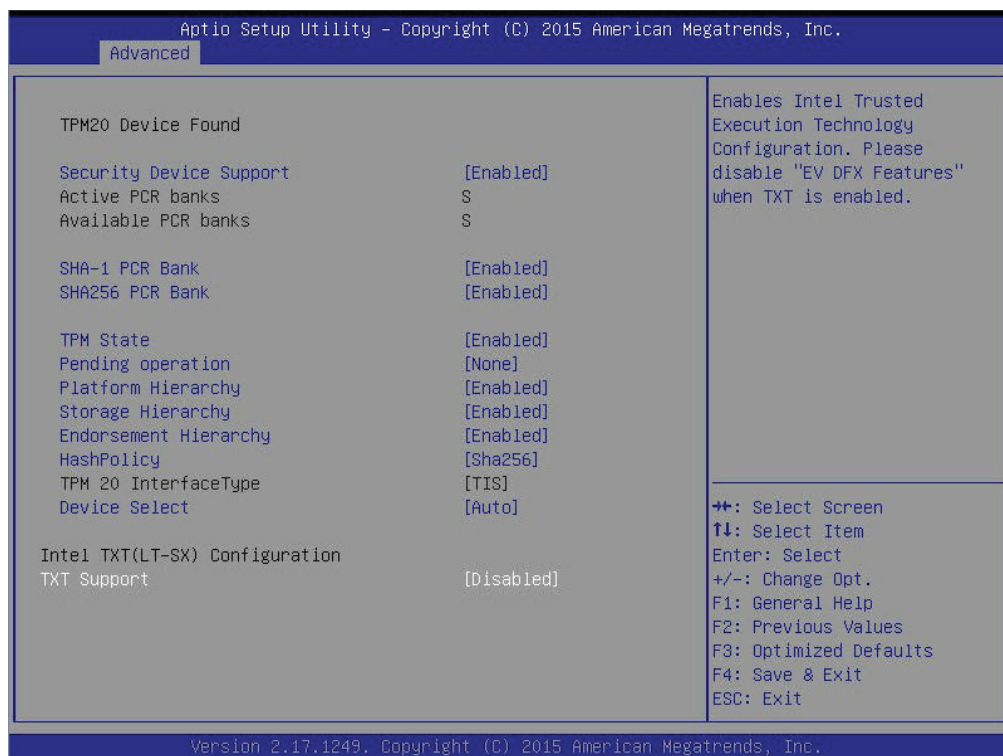 Aptio Setup Utility – Copyright (C) 2015 American Megatrends, Inc.
Advanced
TPM20 Device Found
Security Device Support [Enabled]
Active PCR banks S
Available PCR banks S
SHA-1 PCR Bank [Enabled]
SHA256 PCR Bank [Enabled]
TPM State [Enabled]
Pending operation [None]
Platform Hierarchy [Enabled]
Storage Hierarchy [Enabled]
Endorsement Hierarchy [Enabled]
HashPolicy [Sha256]
TPM 20 InterfaceType [TIS]
Device Select [Auto]
Intel TXT(LT-SX) Configuration
TXT Support [Disabled]
Enables Intel Trusted
Execution Technology
Configuration. Please
disable "EV DFX Features"
when TXT is enabled.
→←: Select Screen
↑↓: Select Item
Enter: Select
+/-: Change Opt.
F1: General Help
F2: Previous Values
F3: Optimized Defaults
F4: Save & Exit
ESC: Exit
Version 2.17.1249. Copyright (C) 2015 American Megatrends, Inc.